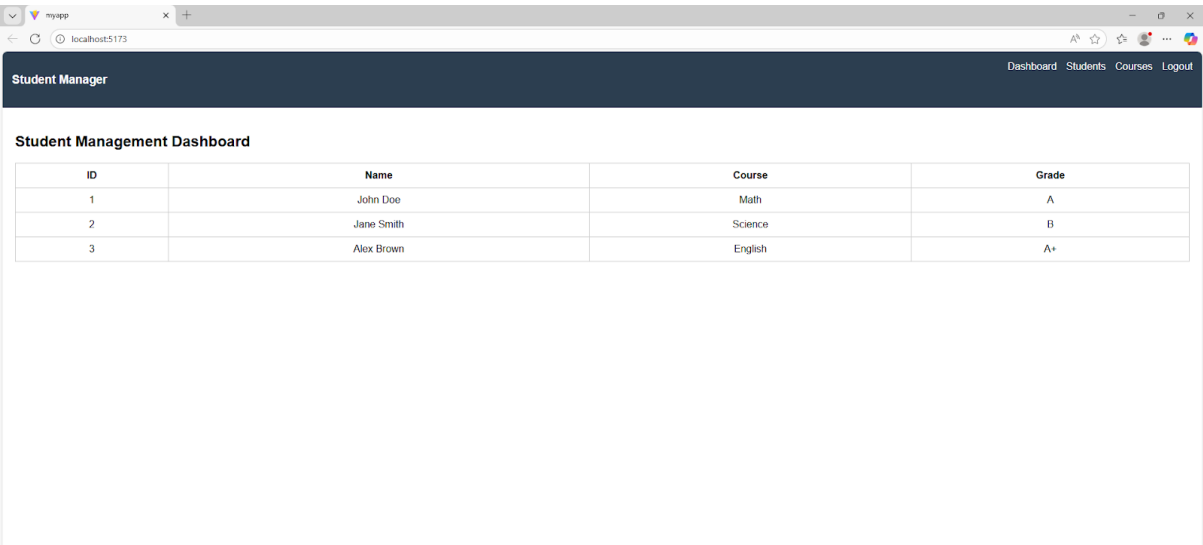 myapp
localhost:5173
Student Manager
Dashboard Students Courses Logout
Student Management Dashboard
ID Name Course Grade
1 John Doe Math A
2 Jane Smith Science B
3 Alex Brown English A+